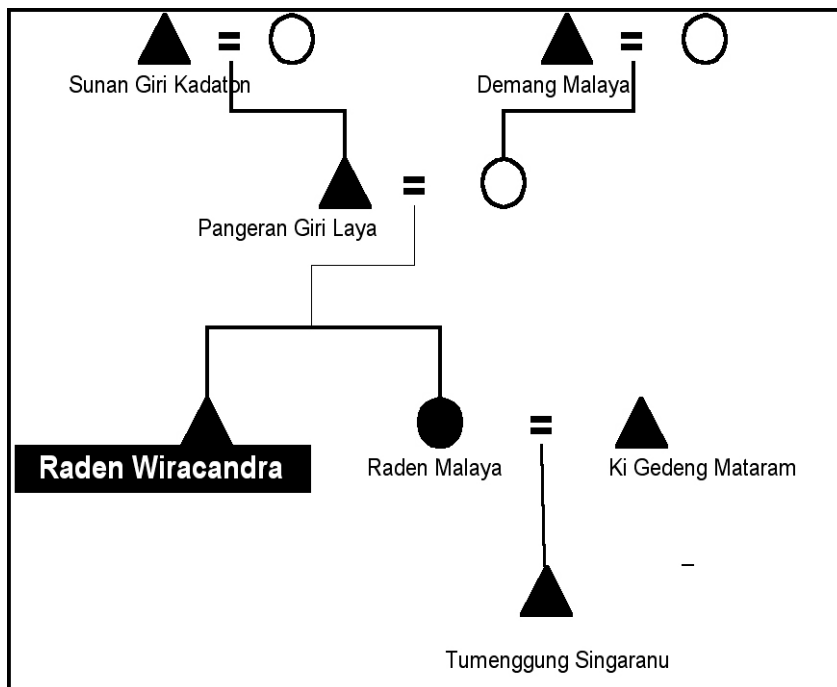 Sunan Giri Kadaton
Demang Malaya
Pangeran Giri Laya
Raden Wiracandra
Raden Malaya
Ki Gedeng Mataram
Tumenggung Singaranu